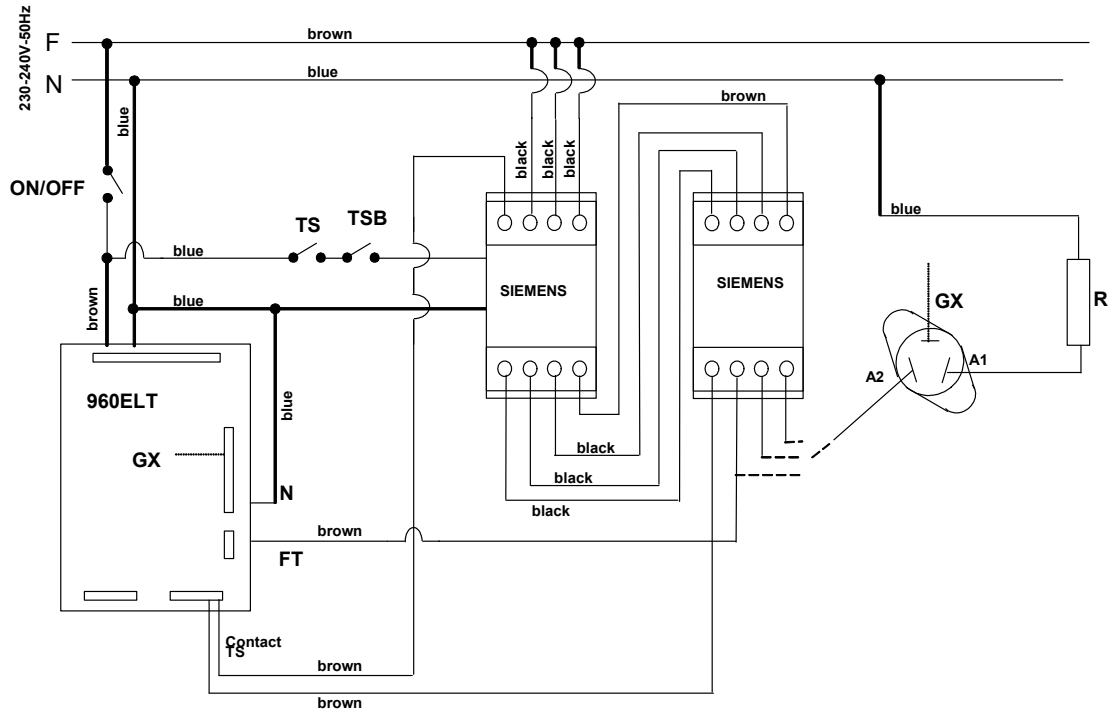 230-240V-50Hz
F
brown
N
blue
blue
black
black
black
brown
ON/OFF
TS
TSB
blue
blue
SIEMENS
SIEMENS
GX
R
brown
blue
A1
A2
960ELT
blue
GX
black
black
black
N
brown
FT
Contact
TS
brown
brown